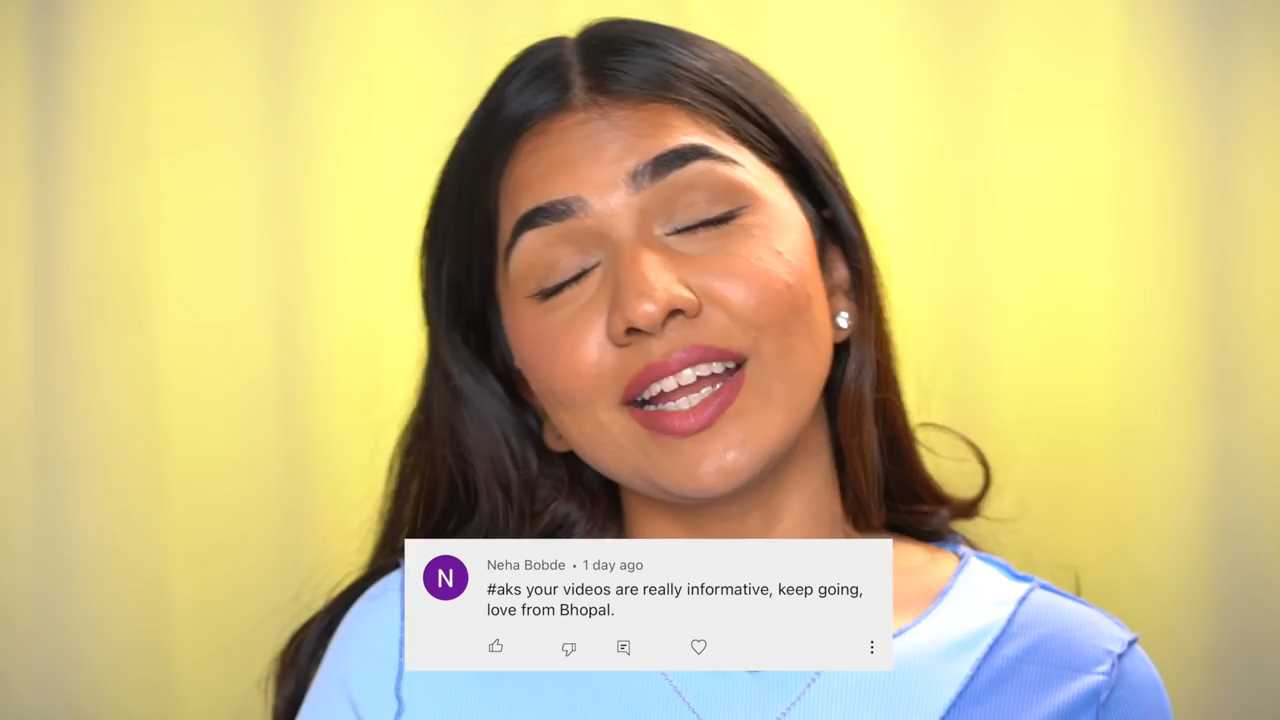 N
Neha Bobde • 1 day ago
#aks your videos are really informative, keep going,
love from Bhopal.